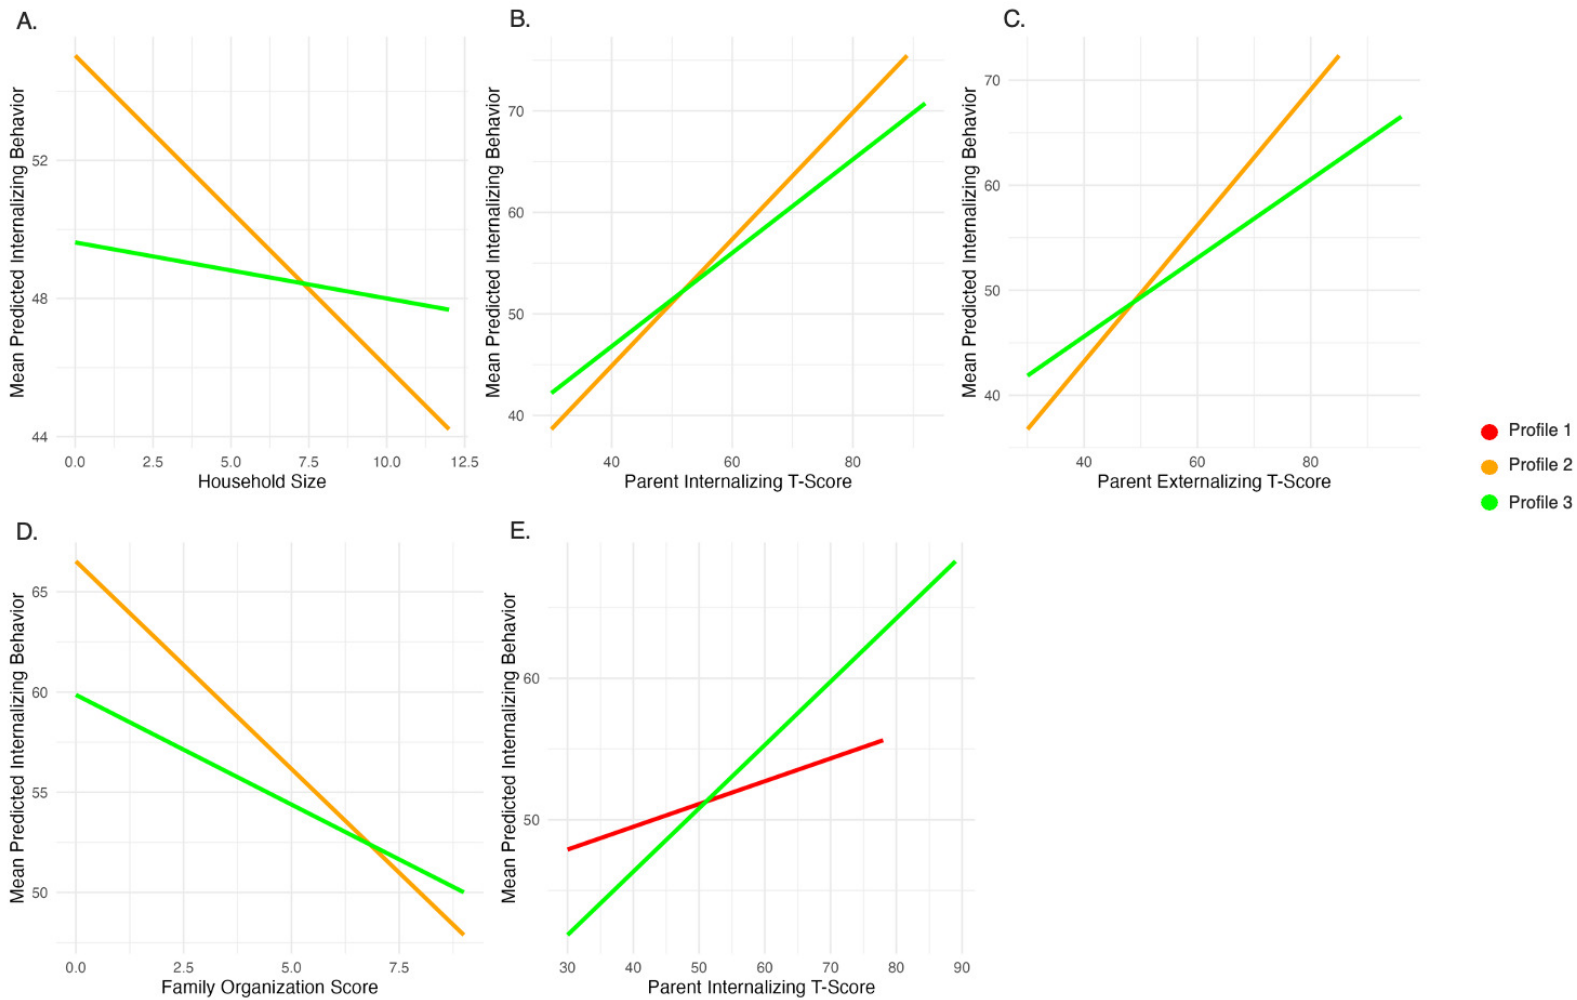 A.
Mean Predicted Internalizing Behavior
52
48
44
0.0 2.5 5.0 7.5 10.0 12.5
Household Size
B.
Mean Predicted Internalizing Behavior
70
60
50
40
40 60 80
Parent Internalizing T-Score
C.
Mean Predicted Internalizing Behavior
70
60
50
40
40 60 80
Parent Externalizing T-Score
Profile 1
Profile 2
Profile 3
D.
Mean Predicted Internalizing Behavior
65
60
55
50
0.0 2.5 5.0 7.5
Family Organization Score
E.
Mean Predicted Internalizing Behavior
60
50
30 40 50 60 70 80 90
Parent Internalizing T-Score